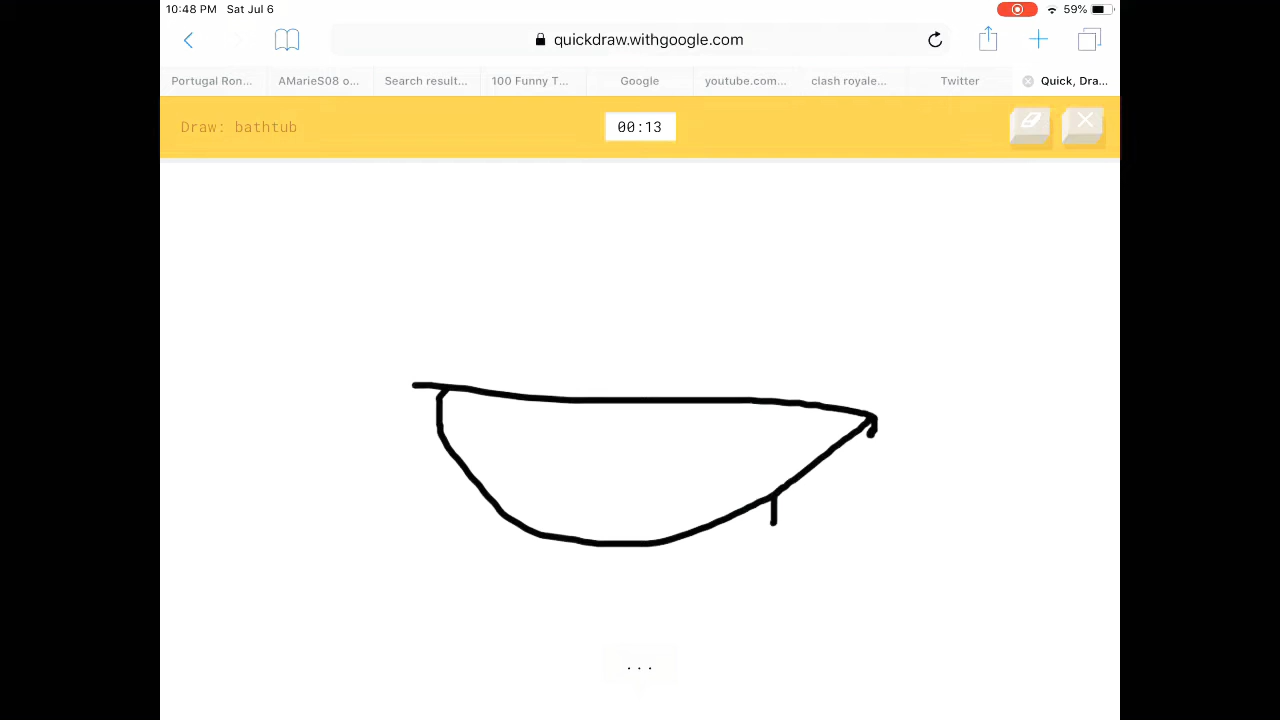 10:48 PM Sat Jul 6 59%
quickdraw.withgoogle.com
Portugal Ron... AMarieS08 o... Search result... 100 Funny T... Google youtube.com... clash royale... Twitter Quick, Dra...
Draw: bathtub 00:13
...